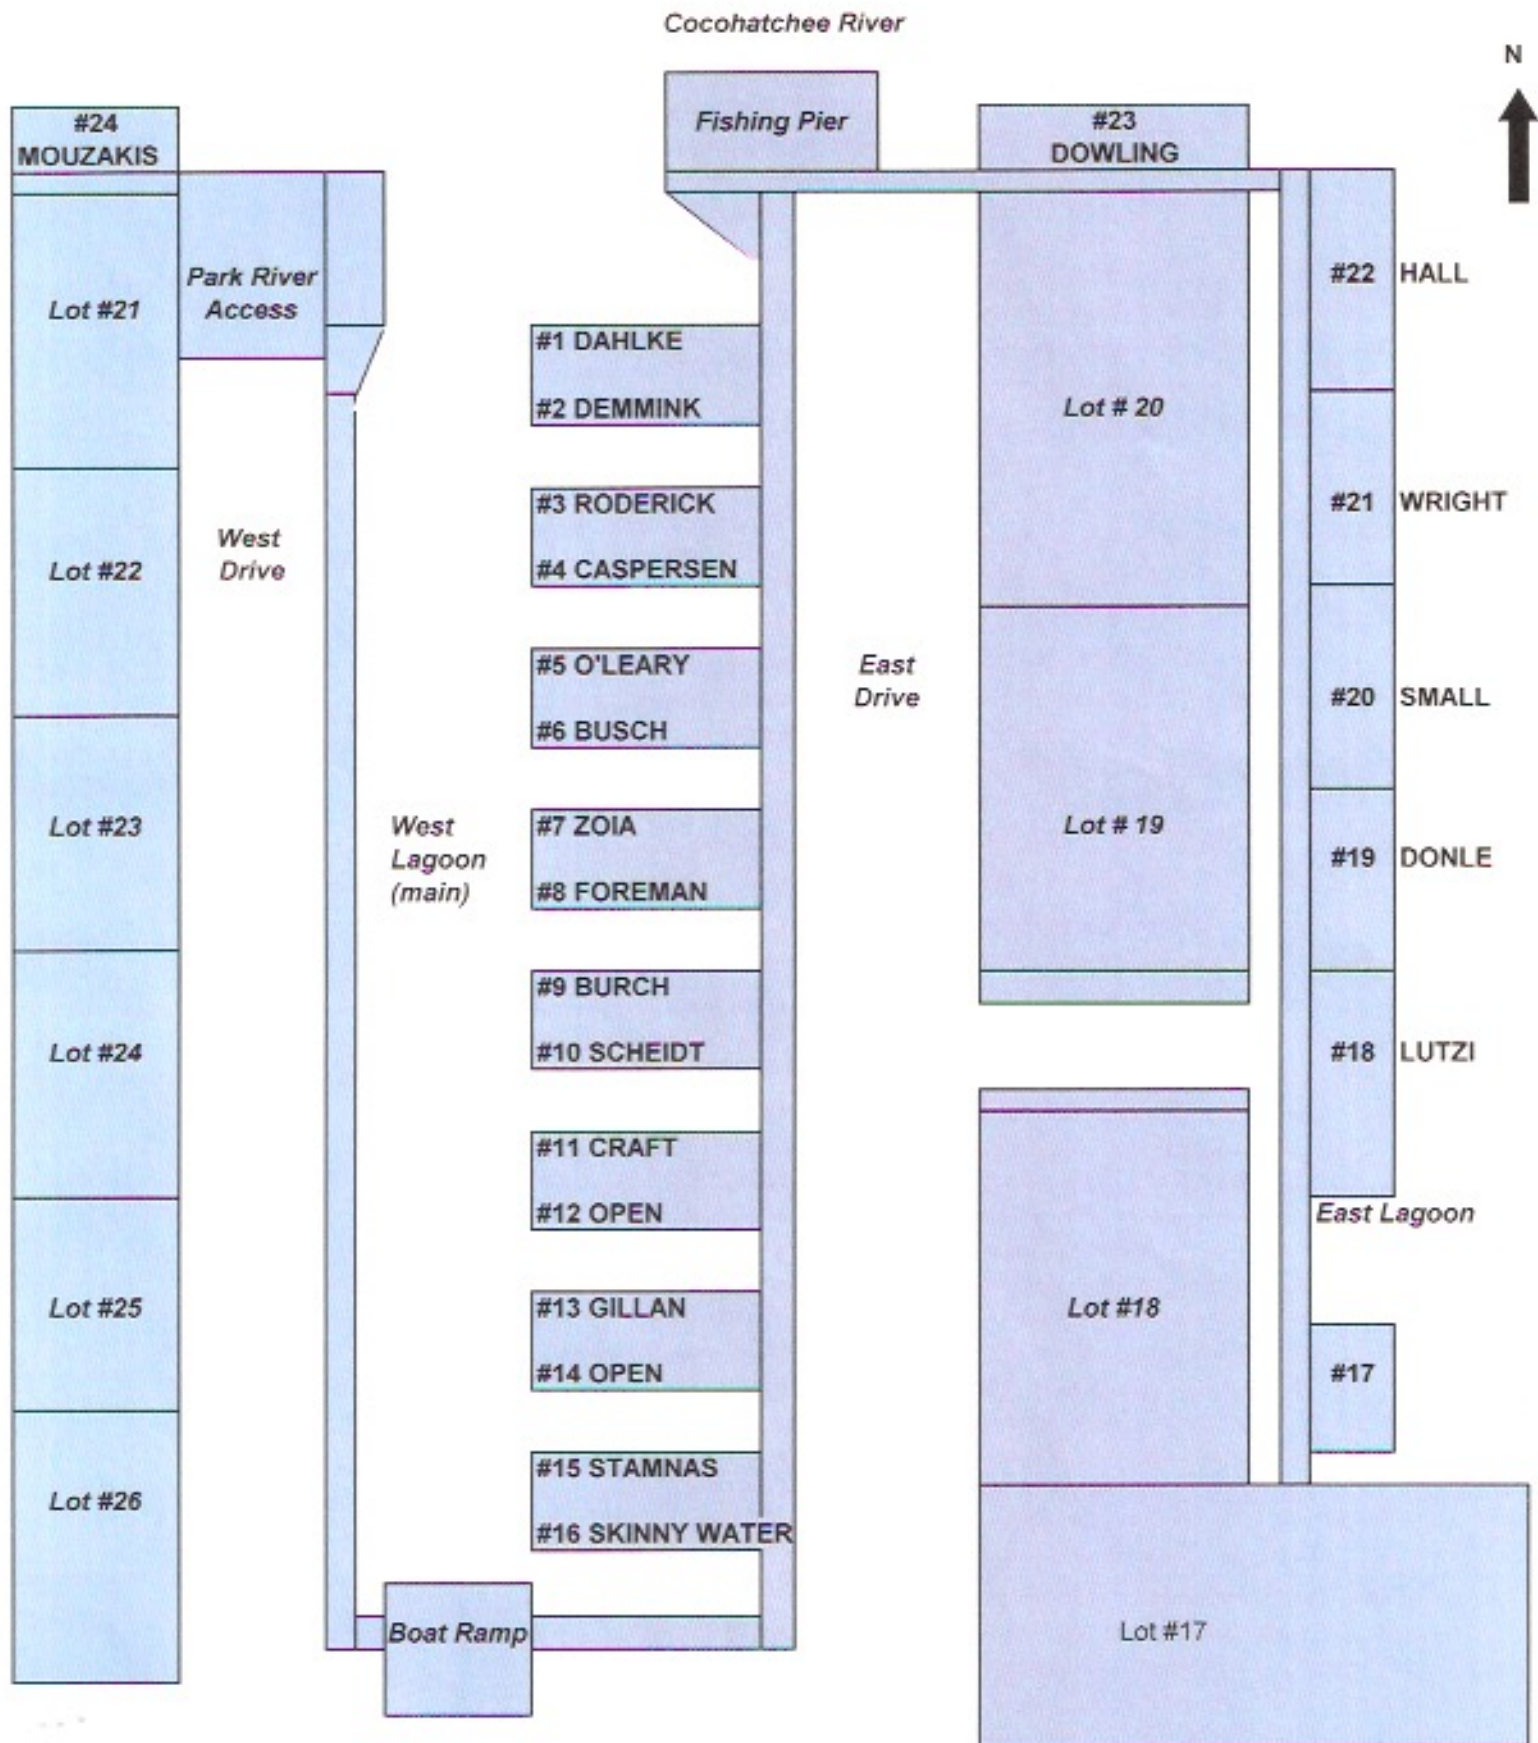 Cocohatchee River
N
#24
MOUZAKIS
Fishing Pier
#23
DOWLING
Lot #21
Park River
Access
#22 HALL
#1 DAHLKE
#2 DEMMINK
Lot # 20
#3 RODERICK
#21 WRIGHT
West
Drive
Lot #22
#4 CASPERSEN
#5 O'LEARY
East
Drive
#20 SMALL
#6 BUSCH
Lot #23
West
Lagoon
(main)
#7 ZOIA
Lot # 19
#19 DONLE
#8 FOREMAN
#9 BURCH
Lot #24
#10 SCHEIDT
#18 LUTZI
#11 CRAFT
#12 OPEN
East Lagoon
Lot #25
#13 GILLAN
Lot #18
#14 OPEN
#17
#15 STAMNAS
Lot #26
#16 SKINNY WATER
Boat Ramp
Lot #17